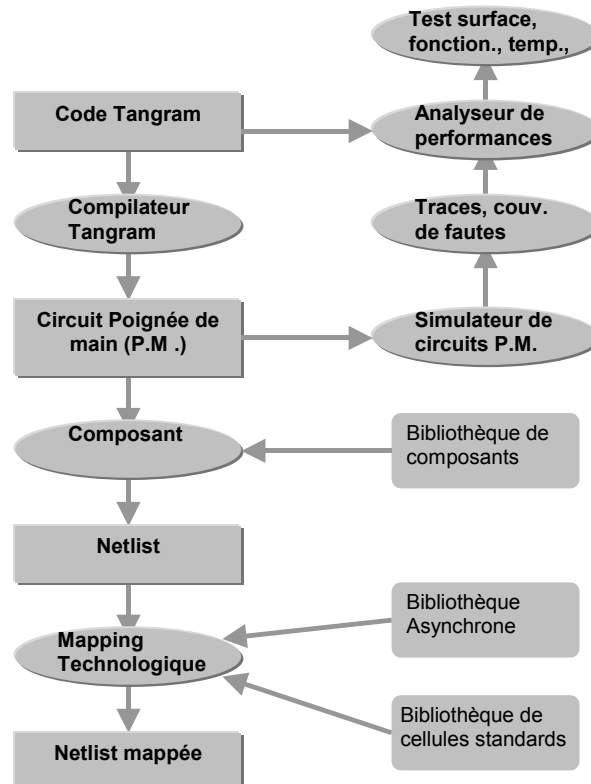 Test surface,
fonction., temp.,
Code Tangram
Analyseur de
performances
Compilateur
Tangram
Traces, couv.
de fautes
Circuit Poignée de
main (P.M .)
Simulateur de
circuits P.M.
Composant
Bibliothèque de
composants
Netlist
Bibliothèque
Asynchrone
Mapping
Technologique
Bibliothèque de
cellules standards
Netlist mappée